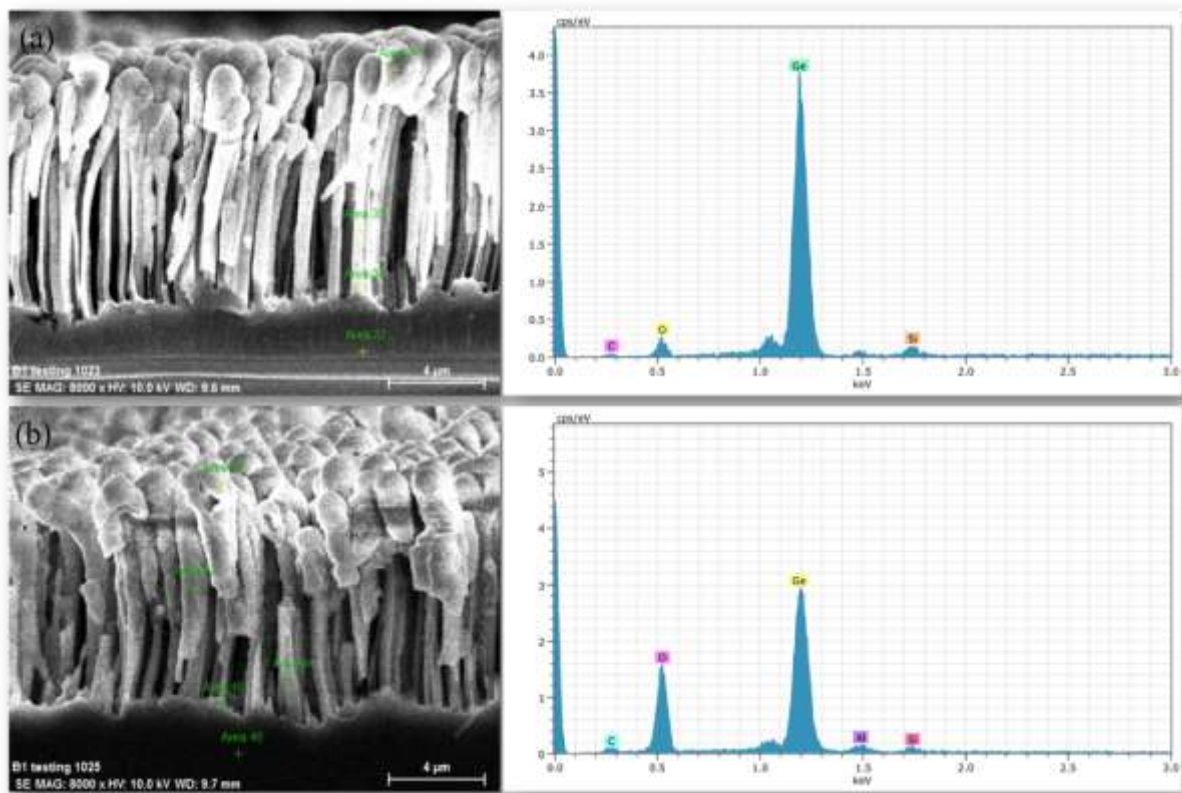 (a)
B1 testing 1023
SE MAG: 8000 x HV: 10.0 kV WD: 9.6 mm
4 µm
cps/eV
4.0
3.5
3.0
2.5
2.0
1.5
1.0
0.5
0.0
Ge
O
C
Si
0.0 0.5 1.0 1.5 2.0 2.5 3.0
keV
(b)
Area 46
B1 testing 1025
SE MAG: 8000 x HV: 10.0 kV WD: 9.7 mm
4 µm
cps/eV
5
4
3
2
1
0
Ge
O
C
Si
0.0 0.5 1.0 1.5 2.0 2.5 3.0
keV